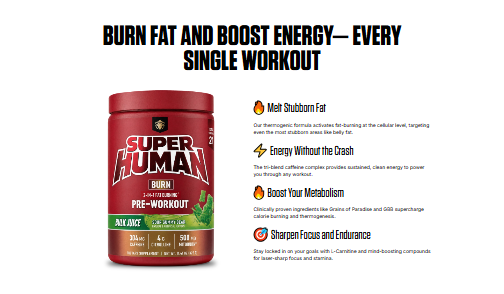 BURN FAT AND BOOST ENERGY— EVERY
SINGLE WORKOUT
SUPER
HUMAN
BURN
PRE-WORKOUT
HULK JUICE
Melt Stubborn Fat
Our thermogenic formula activates fat-burning at the cellular level, targeting
even the most stubborn areas like belly fat.
Energy Without the Crash
The tri-blend caffeine complex provides sustained, clean energy to power
you through any workout.
Boost Your Metabolism
Clinically proven ingredients like Grains of Paradise and GBB supercharge
calorie burning and thermogenesis.
Sharpen Focus and Endurance
Stay locked in on your goals with L-Carnitine and mind-boosting compounds
for laser-sharp focus and stamina.